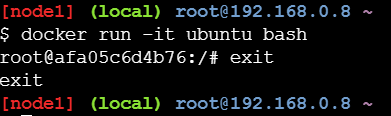 [node1] (local) root@192.168.0.8 ~
$ docker run -it ubuntu bash
root@afa05c6d4b76:/# exit
exit
[node1] (local) root@192.168.0.8 ~